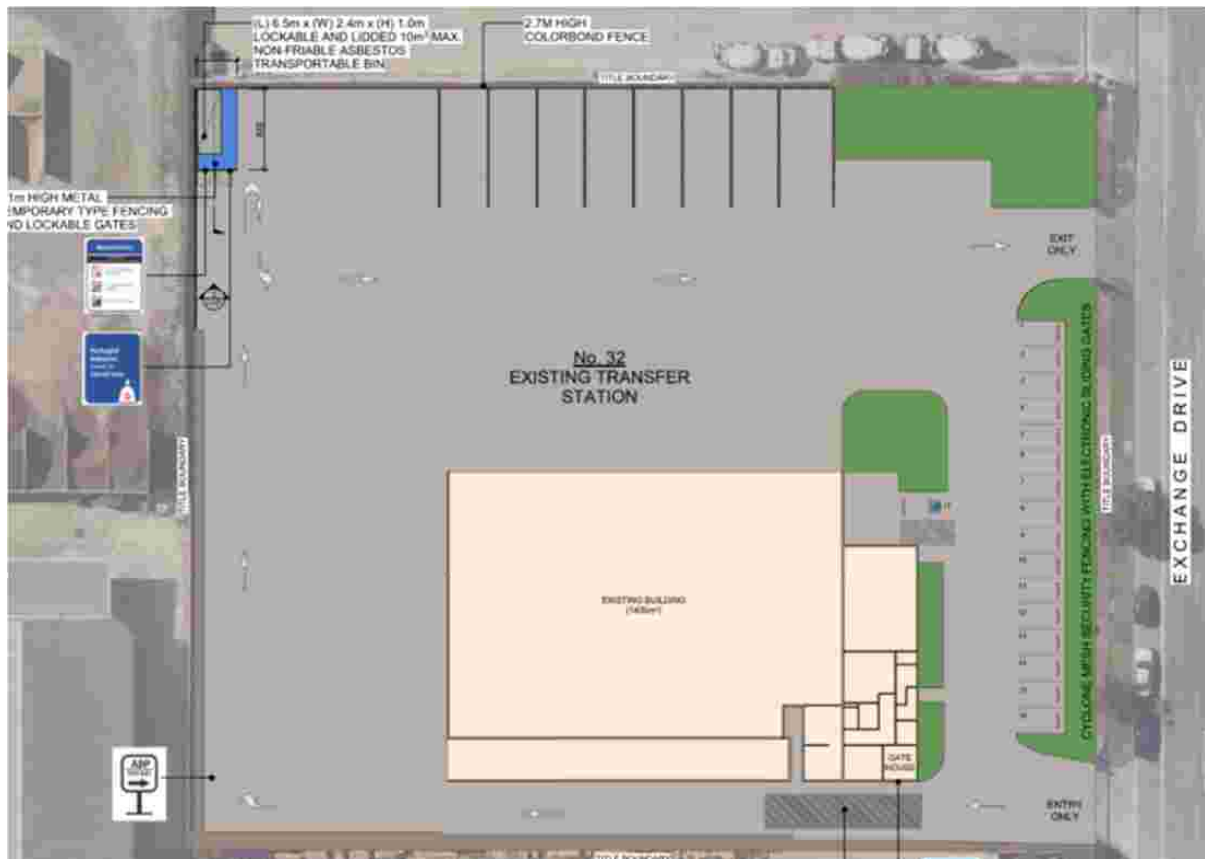 (L) 6.5m x (W) 2.4m x (H) 1.0m
LOCKABLE AND LIDDED 10m³ MAX.
NON-FRIABLE ASBESTOS
TRANSPORTABLE BIN
2.7M HIGH
COLORBOND FENCE
TITLE BOUNDARY
1m HIGH METAL
EMPORARY TYPE FENCING
ND LOCKABLE GATES
EXIT
ONLY
No. 32
EXISTING TRANSFER
STATION
CYCLONE MESH SECURITY FENCING WITH ELECTRONIC SLIDING GATES
TITLE BOUNDARY
EXCHANGE DRIVE
TITLE BOUNDARY
EXISTING BUILDING
GATE
HOUSE
ENTRY
ONLY
TITLE BOUNDARY